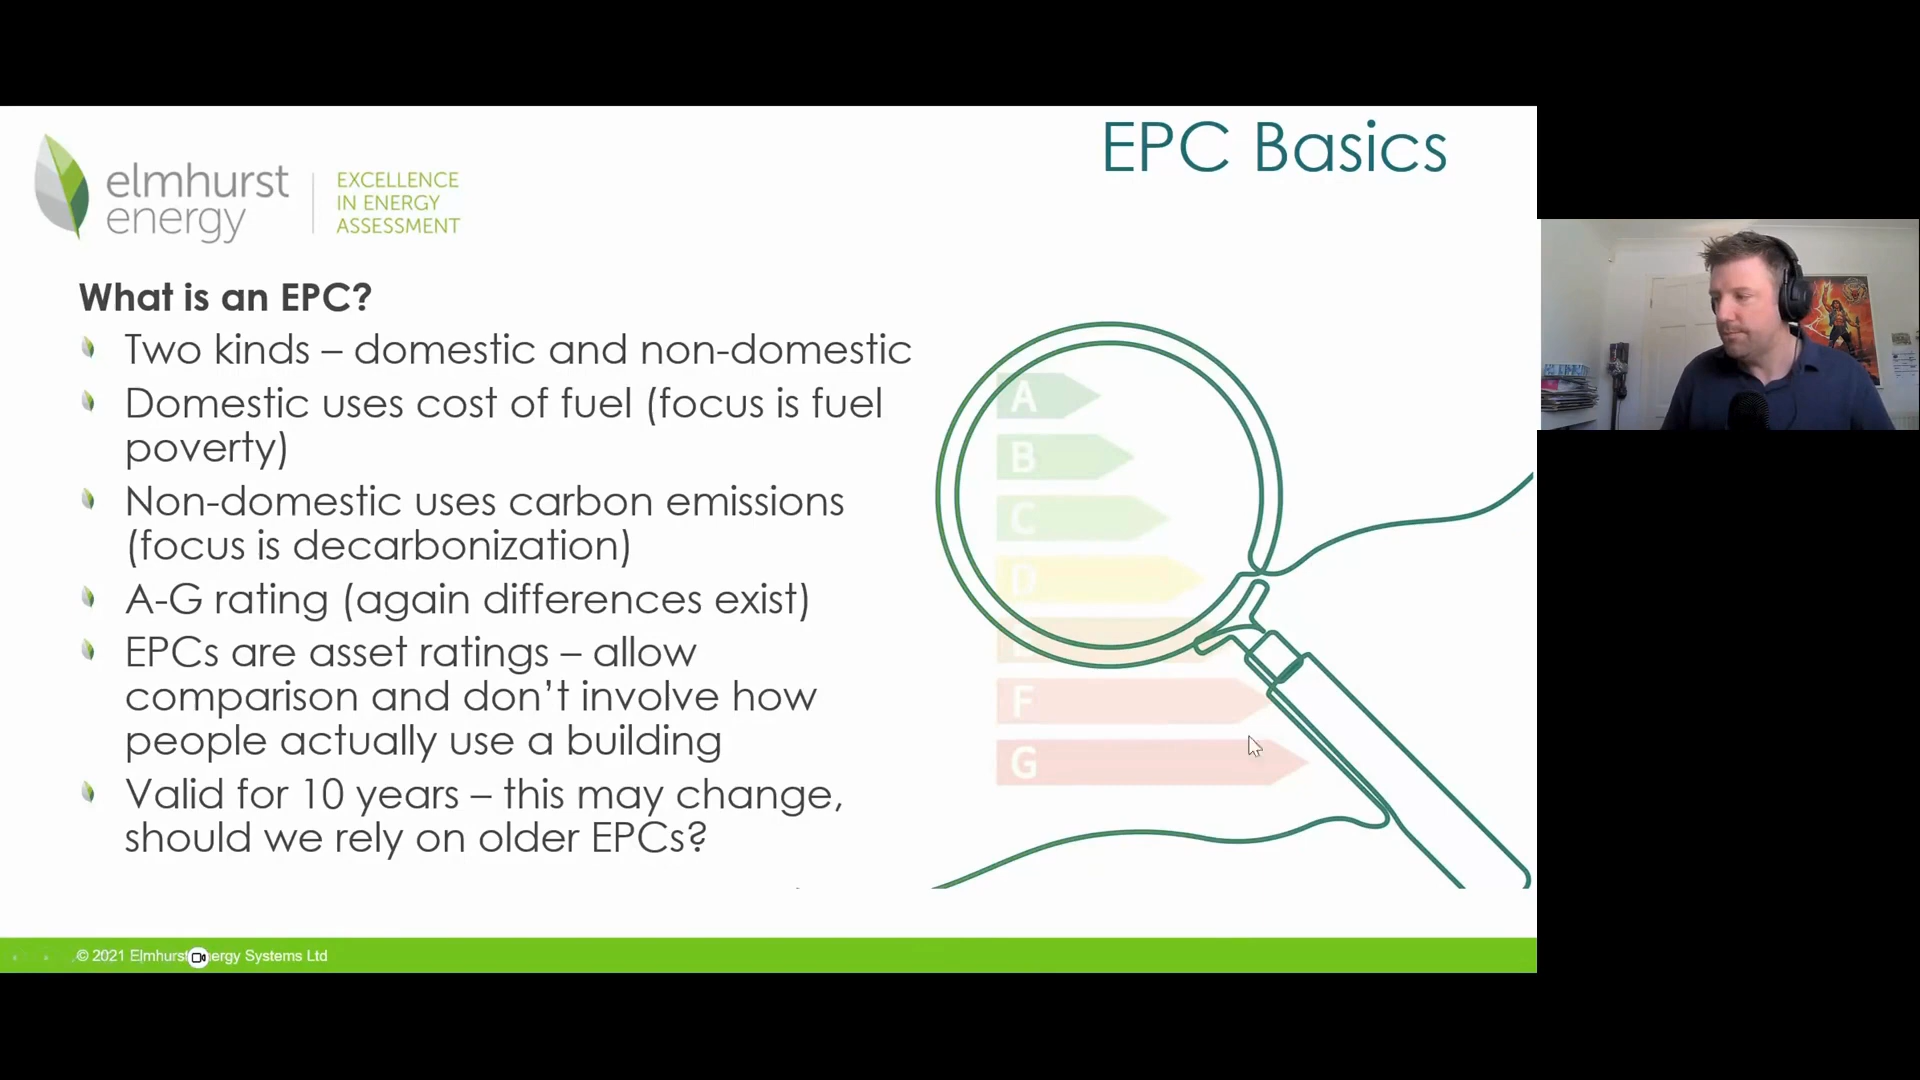 EPC Basics
elmhurst
energy
EXCELLENCE
IN ENERGY
ASSESSMENT
What is an EPC?
Two kinds – domestic and non-domestic
Domestic uses cost of fuel (focus is fuel
poverty)
Non-domestic uses carbon emissions
(focus is decarbonization)
A-G rating (again differences exist)
EPCs are asset ratings – allow
comparison and don’t involve how
people actually use a building
Valid for 10 years – this may change,
should we rely on older EPCs?
A
B
C
D
F
G
© 2021 Elmhurst ergy Systems Ltd